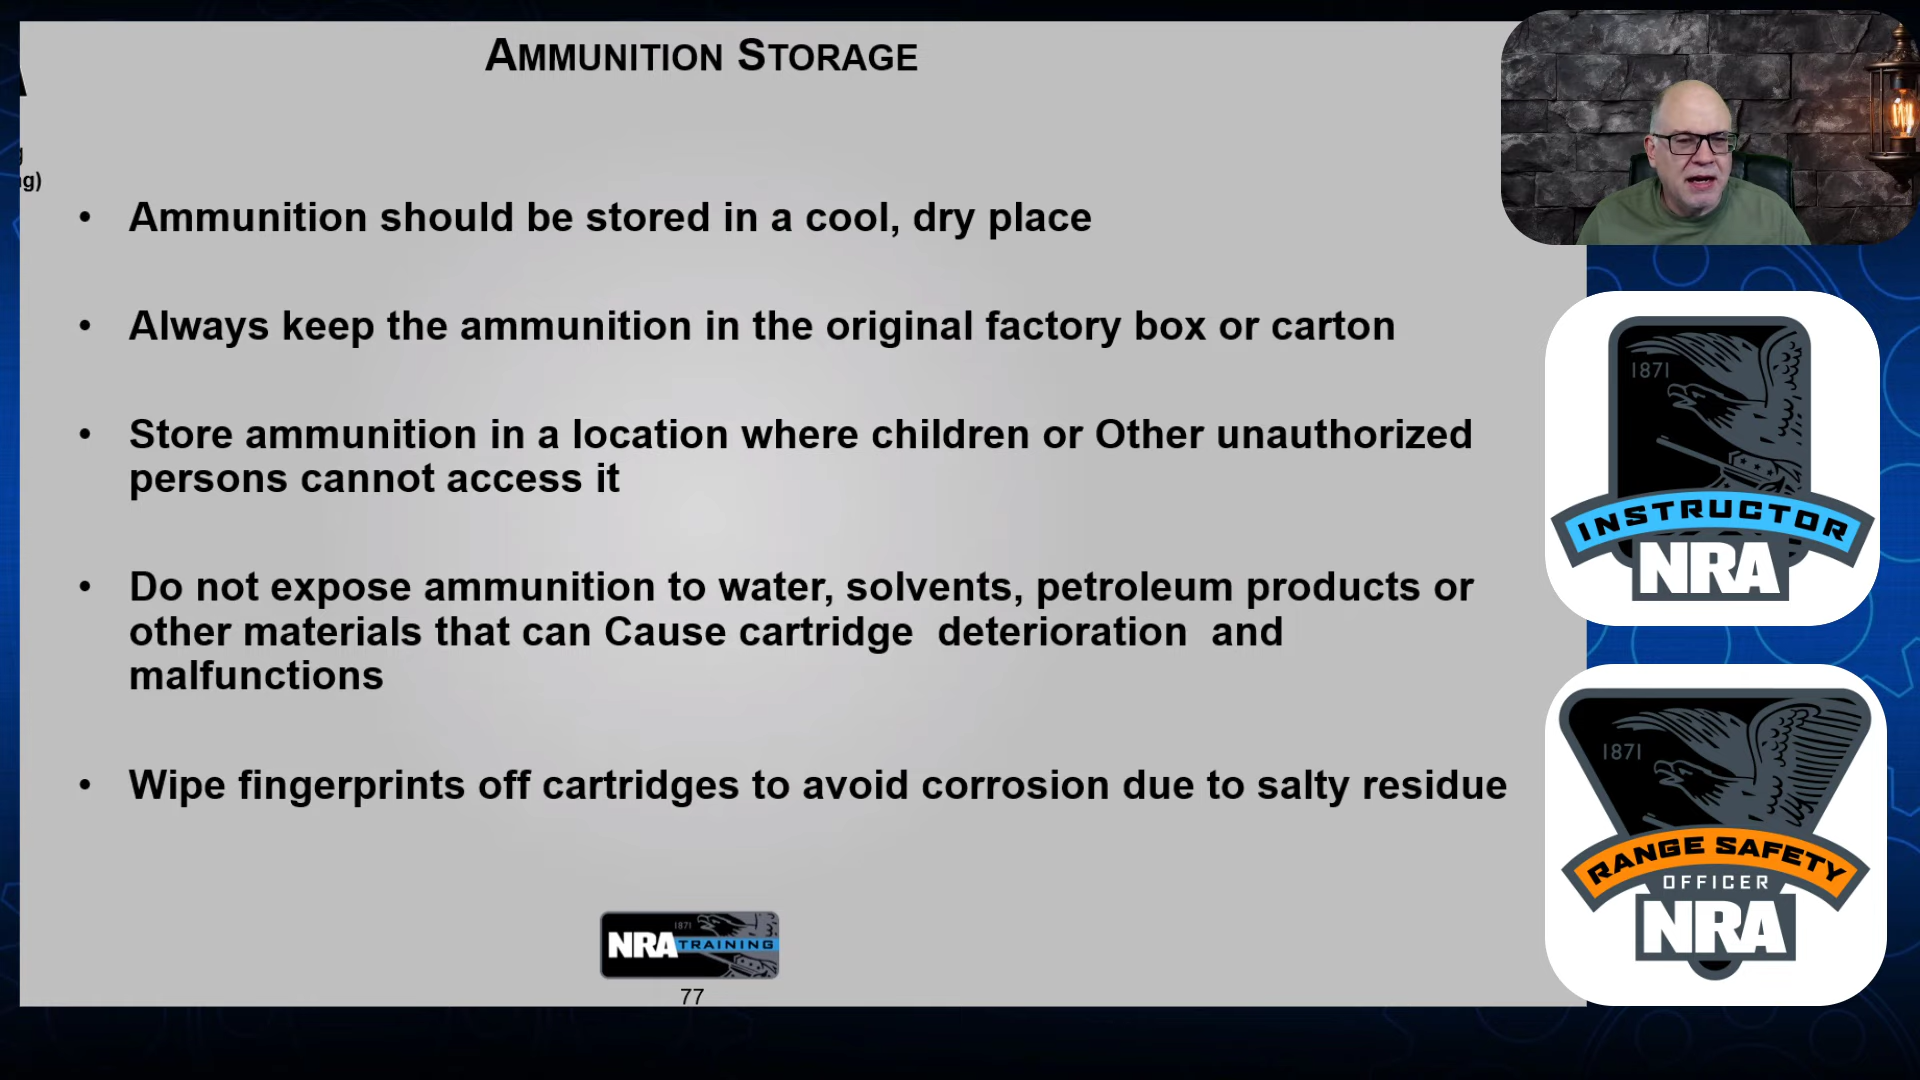 AMMUNITION STORAGE
g)
• Ammunition should be stored in a cool, dry place
• Always keep the ammunition in the original factory box or carton
• Store ammunition in a location where children or Other unauthorized
persons cannot access it
• Do not expose ammunition to water, solvents, petroleum products or
other materials that can Cause cartridge deterioration and
malfunctions
• Wipe fingerprints off cartridges to avoid corrosion due to salty residue
1871
NRA TRAINING
77
1871
INSTRUCTOR
NRA
1871
RANGE SAFETY
OFFICER
NRA